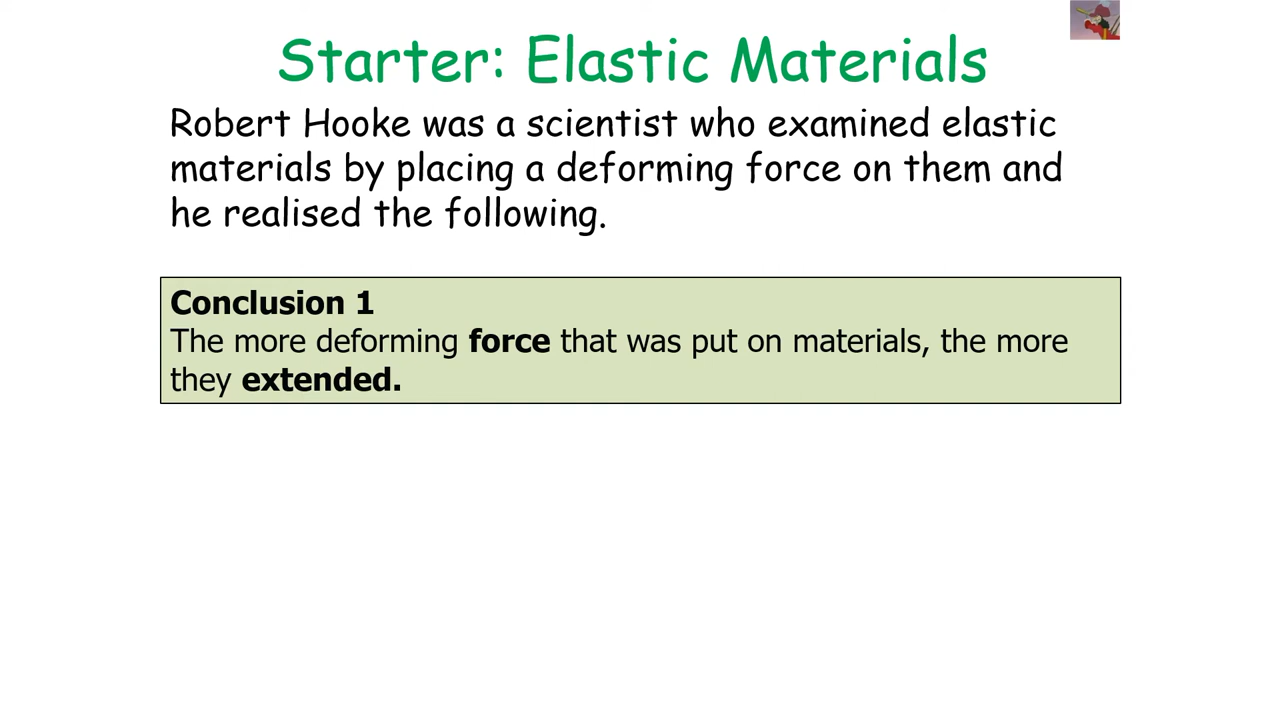 Starter: Elastic Materials
Robert Hooke was a scientist who examined elastic
materials by placing a deforming force on them and
he realised the following.
Conclusion 1
The more deforming force that was put on materials, the more
they extended.